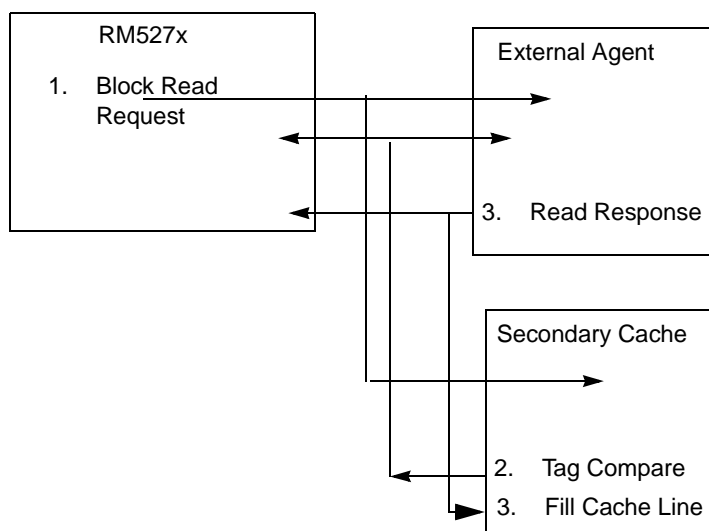 RM527x
1. Block Read
Request
External Agent
3. Read Response
Secondary Cache
2. Tag Compare
3. Fill Cache Line